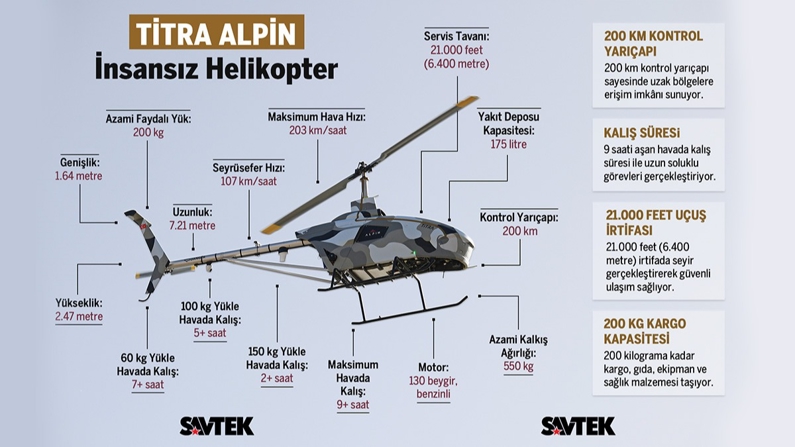 TİTRA ALPİN
İnsansız Helikopter
Servis Tavanı:
21.000 feet
(6.400 metre)
Azami Faydalı Yük:
200 kg
Maksimum Hava Hızı:
203 km/saat
Yakıt Deposu
Kapasitesi:
175 litre
Genişlik:
1.64 metre
Seyrüsefer Hızı:
107 km/saat
Uzunluk:
7.21 metre
Kontrol Yarıçapı:
200 km
ALPIN
Yükseklik:
2.47 metre
100 kg Yükle
Havada Kalış:
5+ saat
60 kg Yükle
Havada Kalış:
7+ saat
150 kg Yükle
Havada Kalış:
2+ saat
Maksimum
Havada
Kalış:
9+ saat
Motor:
130 beygir,
benzinli
Azami Kalkış
Ağırlığı:
550 kg
200 KM KONTROL
YARIÇAPI
200 km kontrol yarıçapı
sayesinde uzak bölgelere
erişim imkânı sunuyor.
KALIŞ SÜRESİ
9 saati aşan havada kalış
süresi ile uzun soluklu
görevleri gerçekleştiriyor.
21.000 FEET UÇUŞ
İRTİFASI
21.000 feet (6.400
metre) irtifada seyir
gerçekleştirerek güvenli
ulaşım sağlıyor.
200 KG KARGO
KAPASİTESİ
200 kilograma kadar
kargo, gıda, ekipman ve
sağlık malzemesi taşıyor.
SAVTEK
SAVTEK